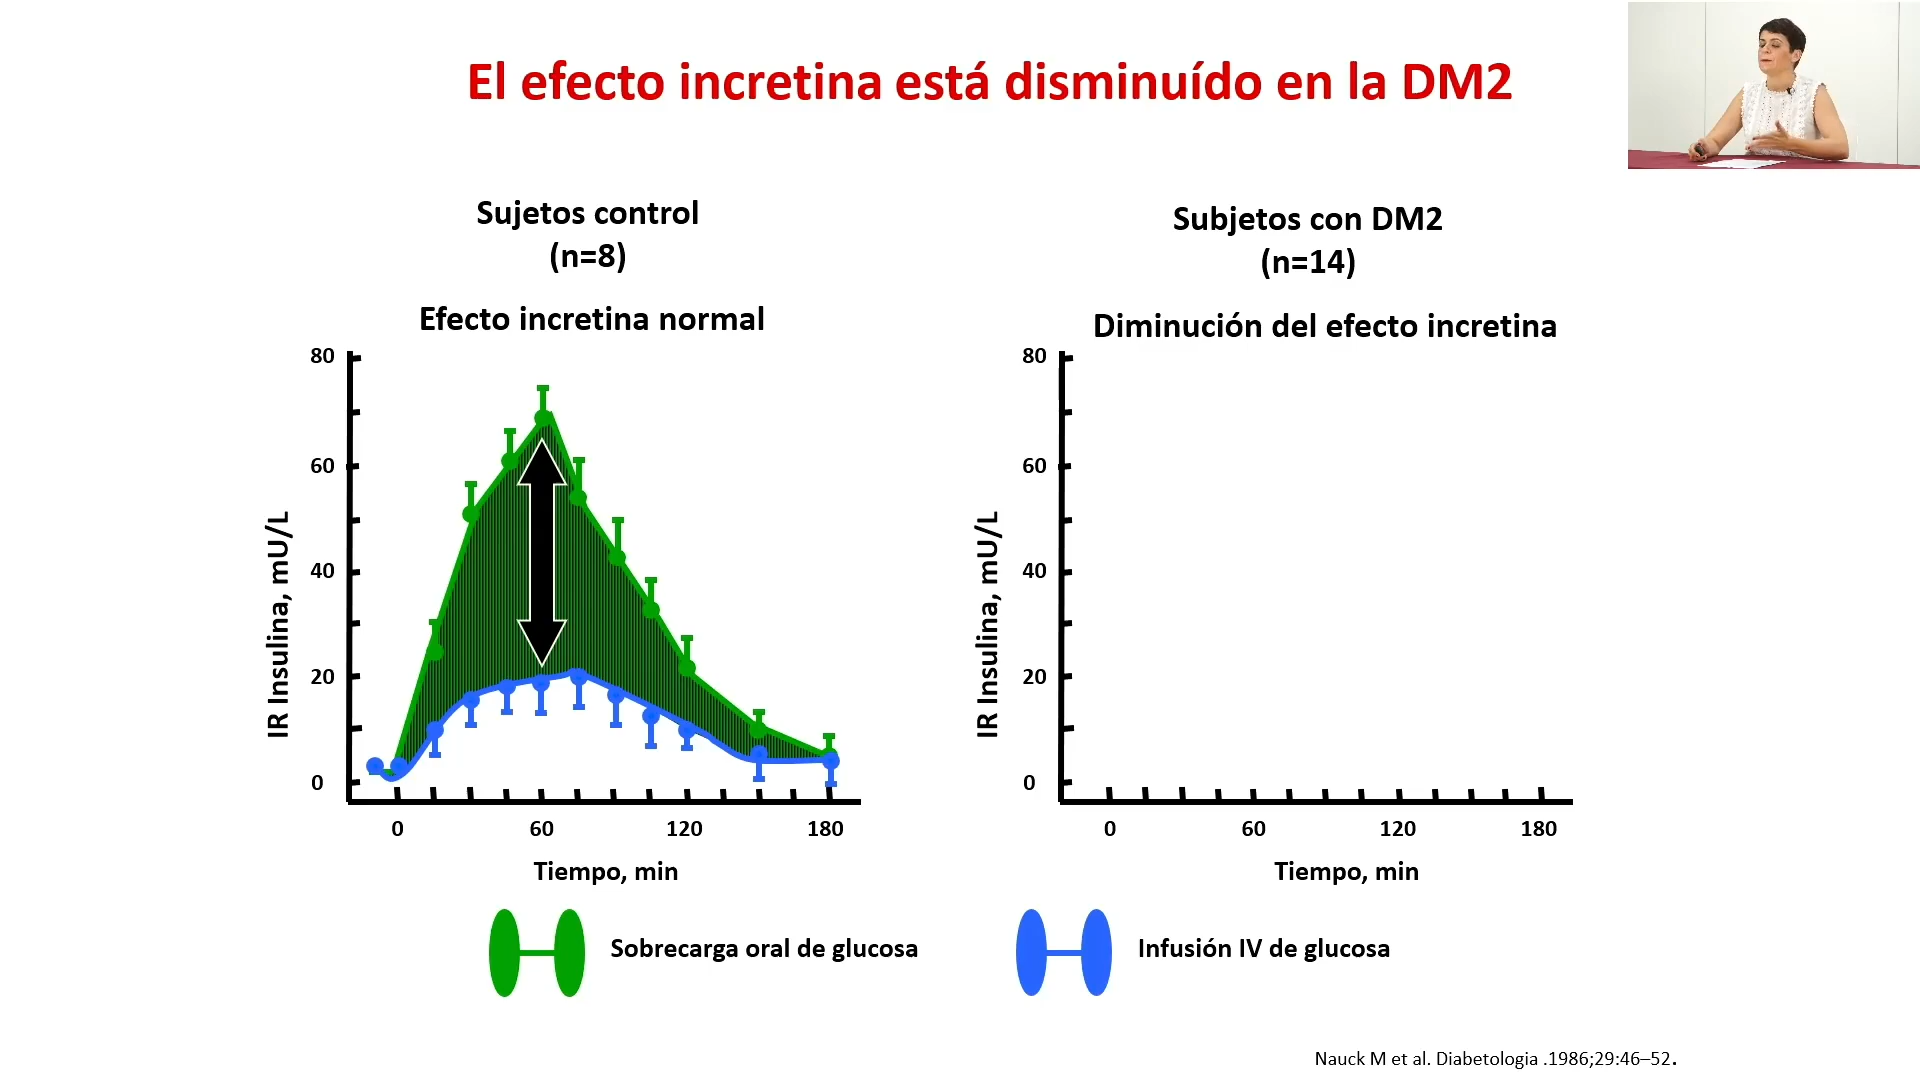 El efecto incretina está disminuído en la DM2
Sujetos control
(n=8)
Efecto incretina normal
80
60
40
20
0
IR Insulina, mU/L
0 60 120 180
Tiempo, min
Subjetos con DM2
(n=14)
Diminución del efecto incretina
80
60
40
20
0
IR Insulina, mU/L
0 60 120 180
Tiempo, min
Sobrecarga oral de glucosa
Infusión IV de glucosa
Nauck M et al. Diabetologia .1986;29:46–52.